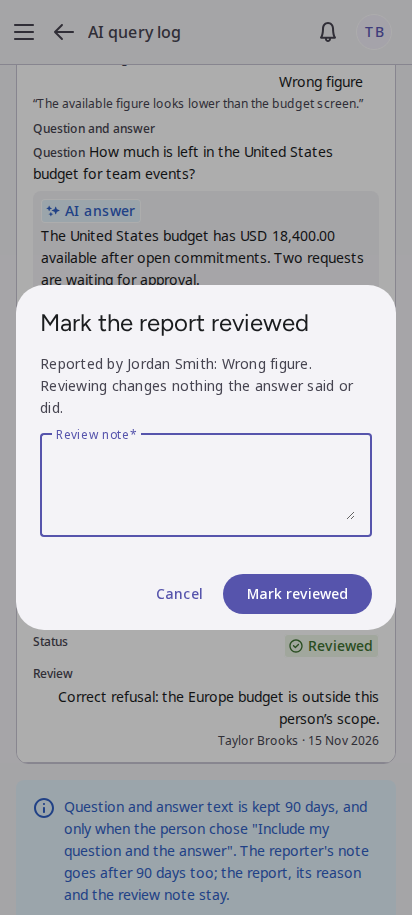 AI query log
TB
Wrong figure
“The available figure looks lower than the budget screen.”
Question and answer
Question How much is left in the United States
budget for team events?
AI answer
The United States budget has USD 18,400.00
available after open commitments. Two requests
are waiting for approval.
Mark the report reviewed
Reported by Jordan Smith: Wrong figure.
Reviewing changes nothing the answer said or
did.
Review note*
Cancel
Mark reviewed
Status
Reviewed
Review
Correct refusal: the Europe budget is outside this
person’s scope.
Taylor Brooks · 15 Nov 2026
Question and answer text is kept 90 days, and
only when the person chose "Include my
question and the answer". The reporter's note
goes after 90 days too; the report, its reason
and the review note stay.